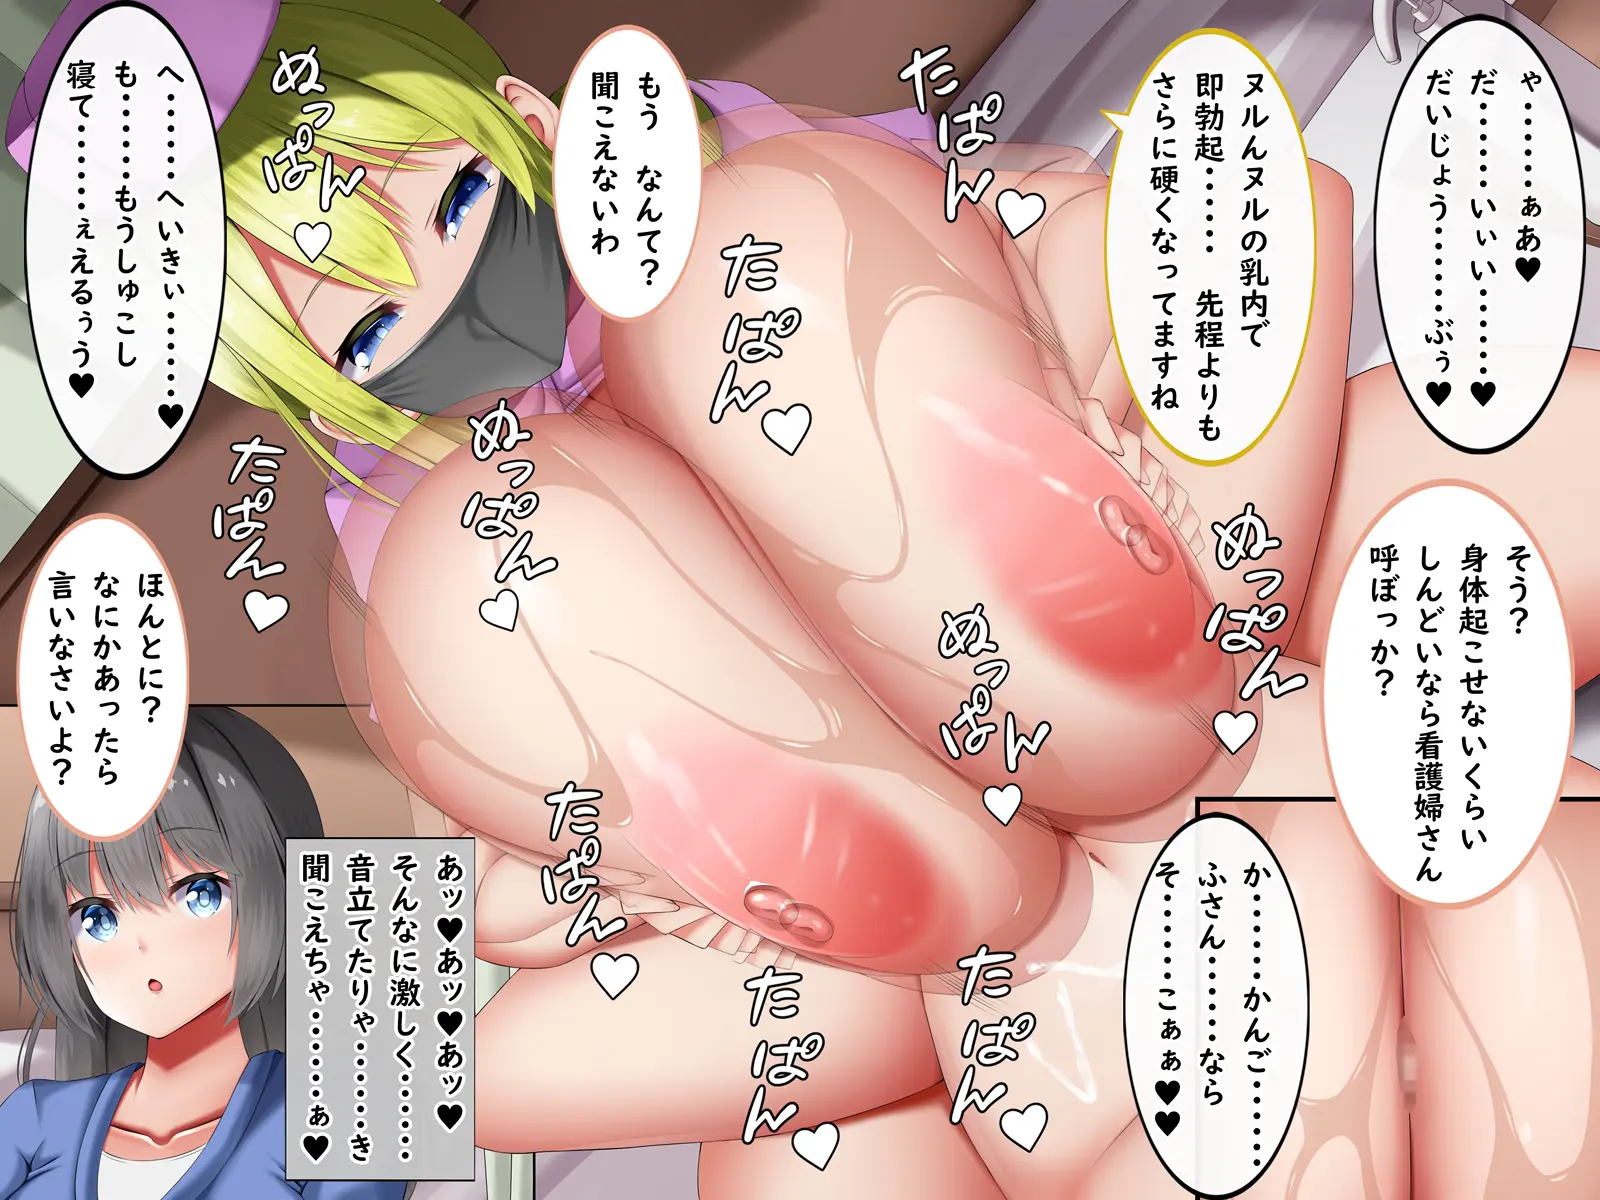 ゃ・・・・・・ぁあ♥
だ・・・・・・いぃい・・・・・・♥
だいじょう・・・・・・ぶぅ♥
ヌルんヌルの乳内で
即勃起・・・・・・ 先程よりも
さらに硬くなってますね
もう なんて?
聞こえないわ
へ・・・・・・へいきぃ・・・・・・♥
も・・・・・・もうしゅこし
寝て・・・・・・ぇえるぅう♥
そう?
身体起こせないくらい
しんどいなら看護婦さん
呼ぼっか?
か・・・・・・かんご・・・・・・
ふさん・・・・・・なら
そ・・・・・・こぁぁ♥♥
あッ♥あッ♥あッ♥
そんなに激しく・・・・・・
音立てたりゃ・・・・・・き
聞こえちゃ・・・・・・ぁ♥
ほんとに?
なにかあったら
言いなさいよ?
たぱん♡
ぬっぱん♡
たぱん♡
ぬっぱん♡
たぱん♡
ぬっぱん♡
ぬっぱん♡
たぱん♡
たぱん♡
たぱん♡